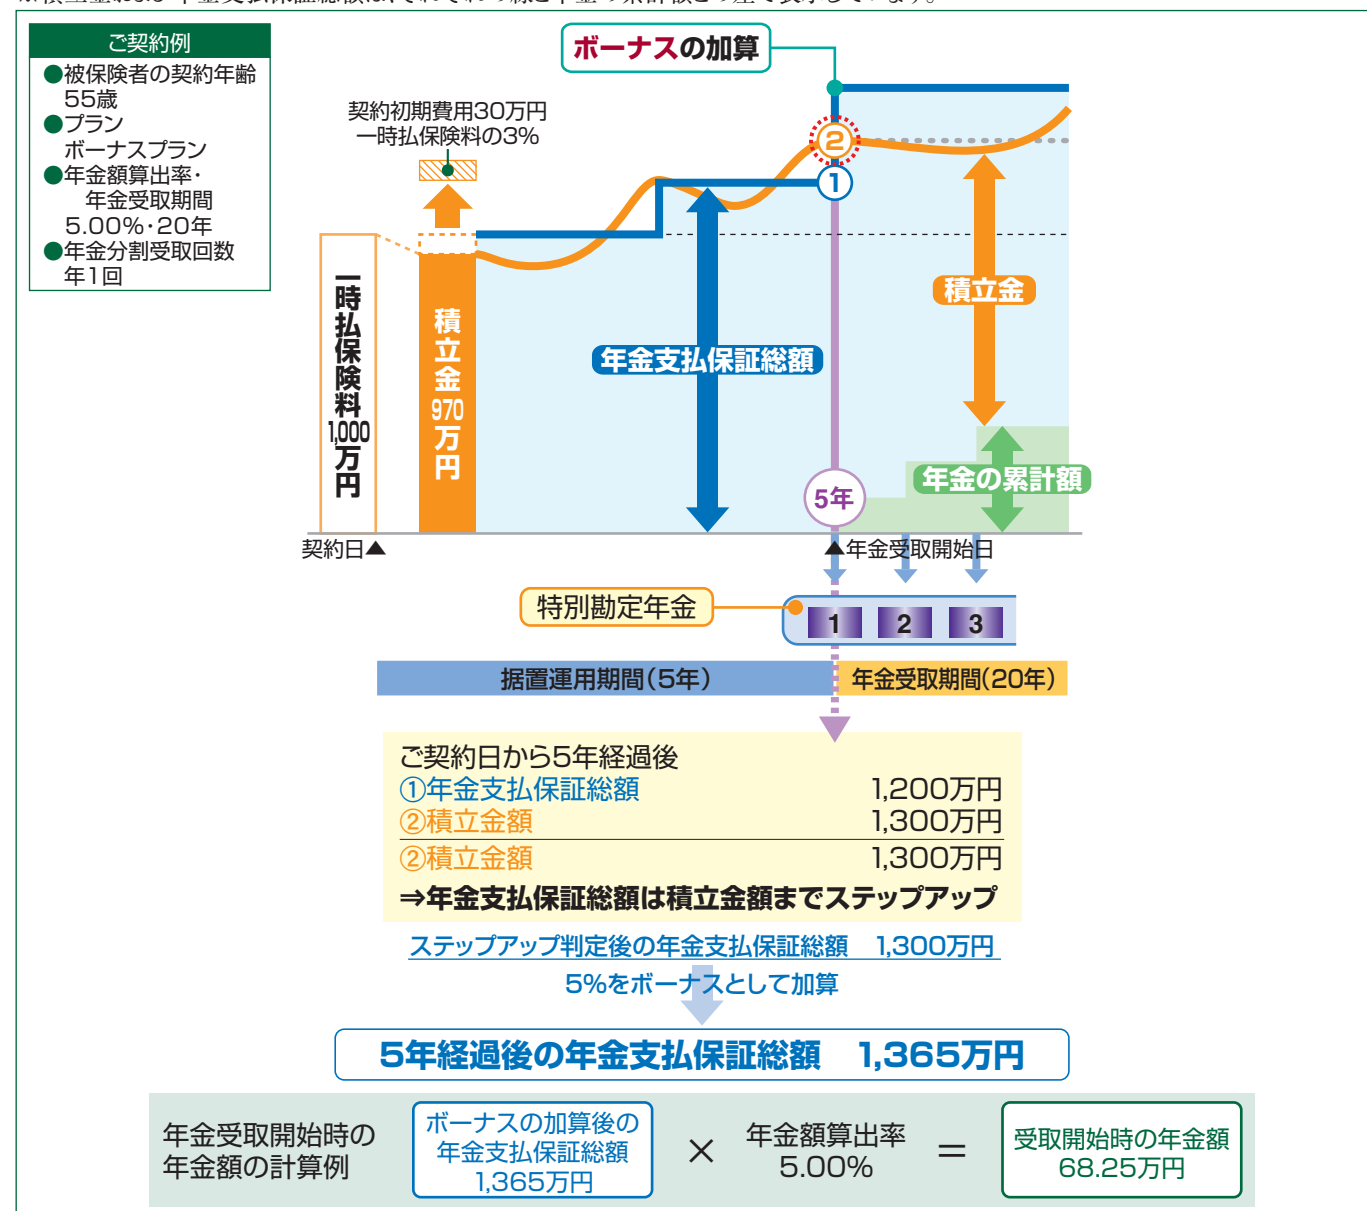 ご契約例
●被保険者の契約年齢
55歳
●プラン
ボーナスプラン
●年金額算出率・
年金受取期間
5.00%・20年
●年金分割受取回数
年1回
ボーナスの加算
契約初期費用30万円
一時払保険料の3%
②
①
一時払保険料1,000万円
積立金970万円
年金支払保証総額
積立金
年金の累計額
5年
契約日▲
▲年金受取開始日
特別勘定年金
1 2 3
据置運用期間(5年)
年金受取期間(20年)
ご契約日から5年経過後
①年金支払保証総額 1,200万円
②積立金額 1,300万円
②積立金額 1,300万円
⇒年金支払保証総額は積立金額までステップアップ
ステップアップ判定後の年金支払保証総額 1,300万円
5%をボーナスとして加算
5年経過後の年金支払保証総額 1,365万円
年金受取開始時の
年金額の計算例
ボーナスの加算後の
年金支払保証総額
1,365万円
×
年金額算出率
5.00%
=
受取開始時の年金額
68.25万円